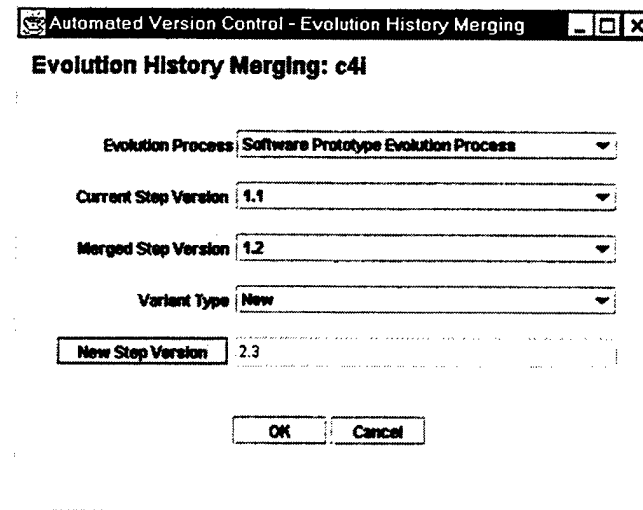 Automated Version Control - Evolution History Merging
Evolution History Merging: c4i
Evolution Process Software Prototype Evolution Process
Current Step Version 1.1
Merged Step Version 1.2
Variant Type New
New Step Version 2.3
OK Cancel